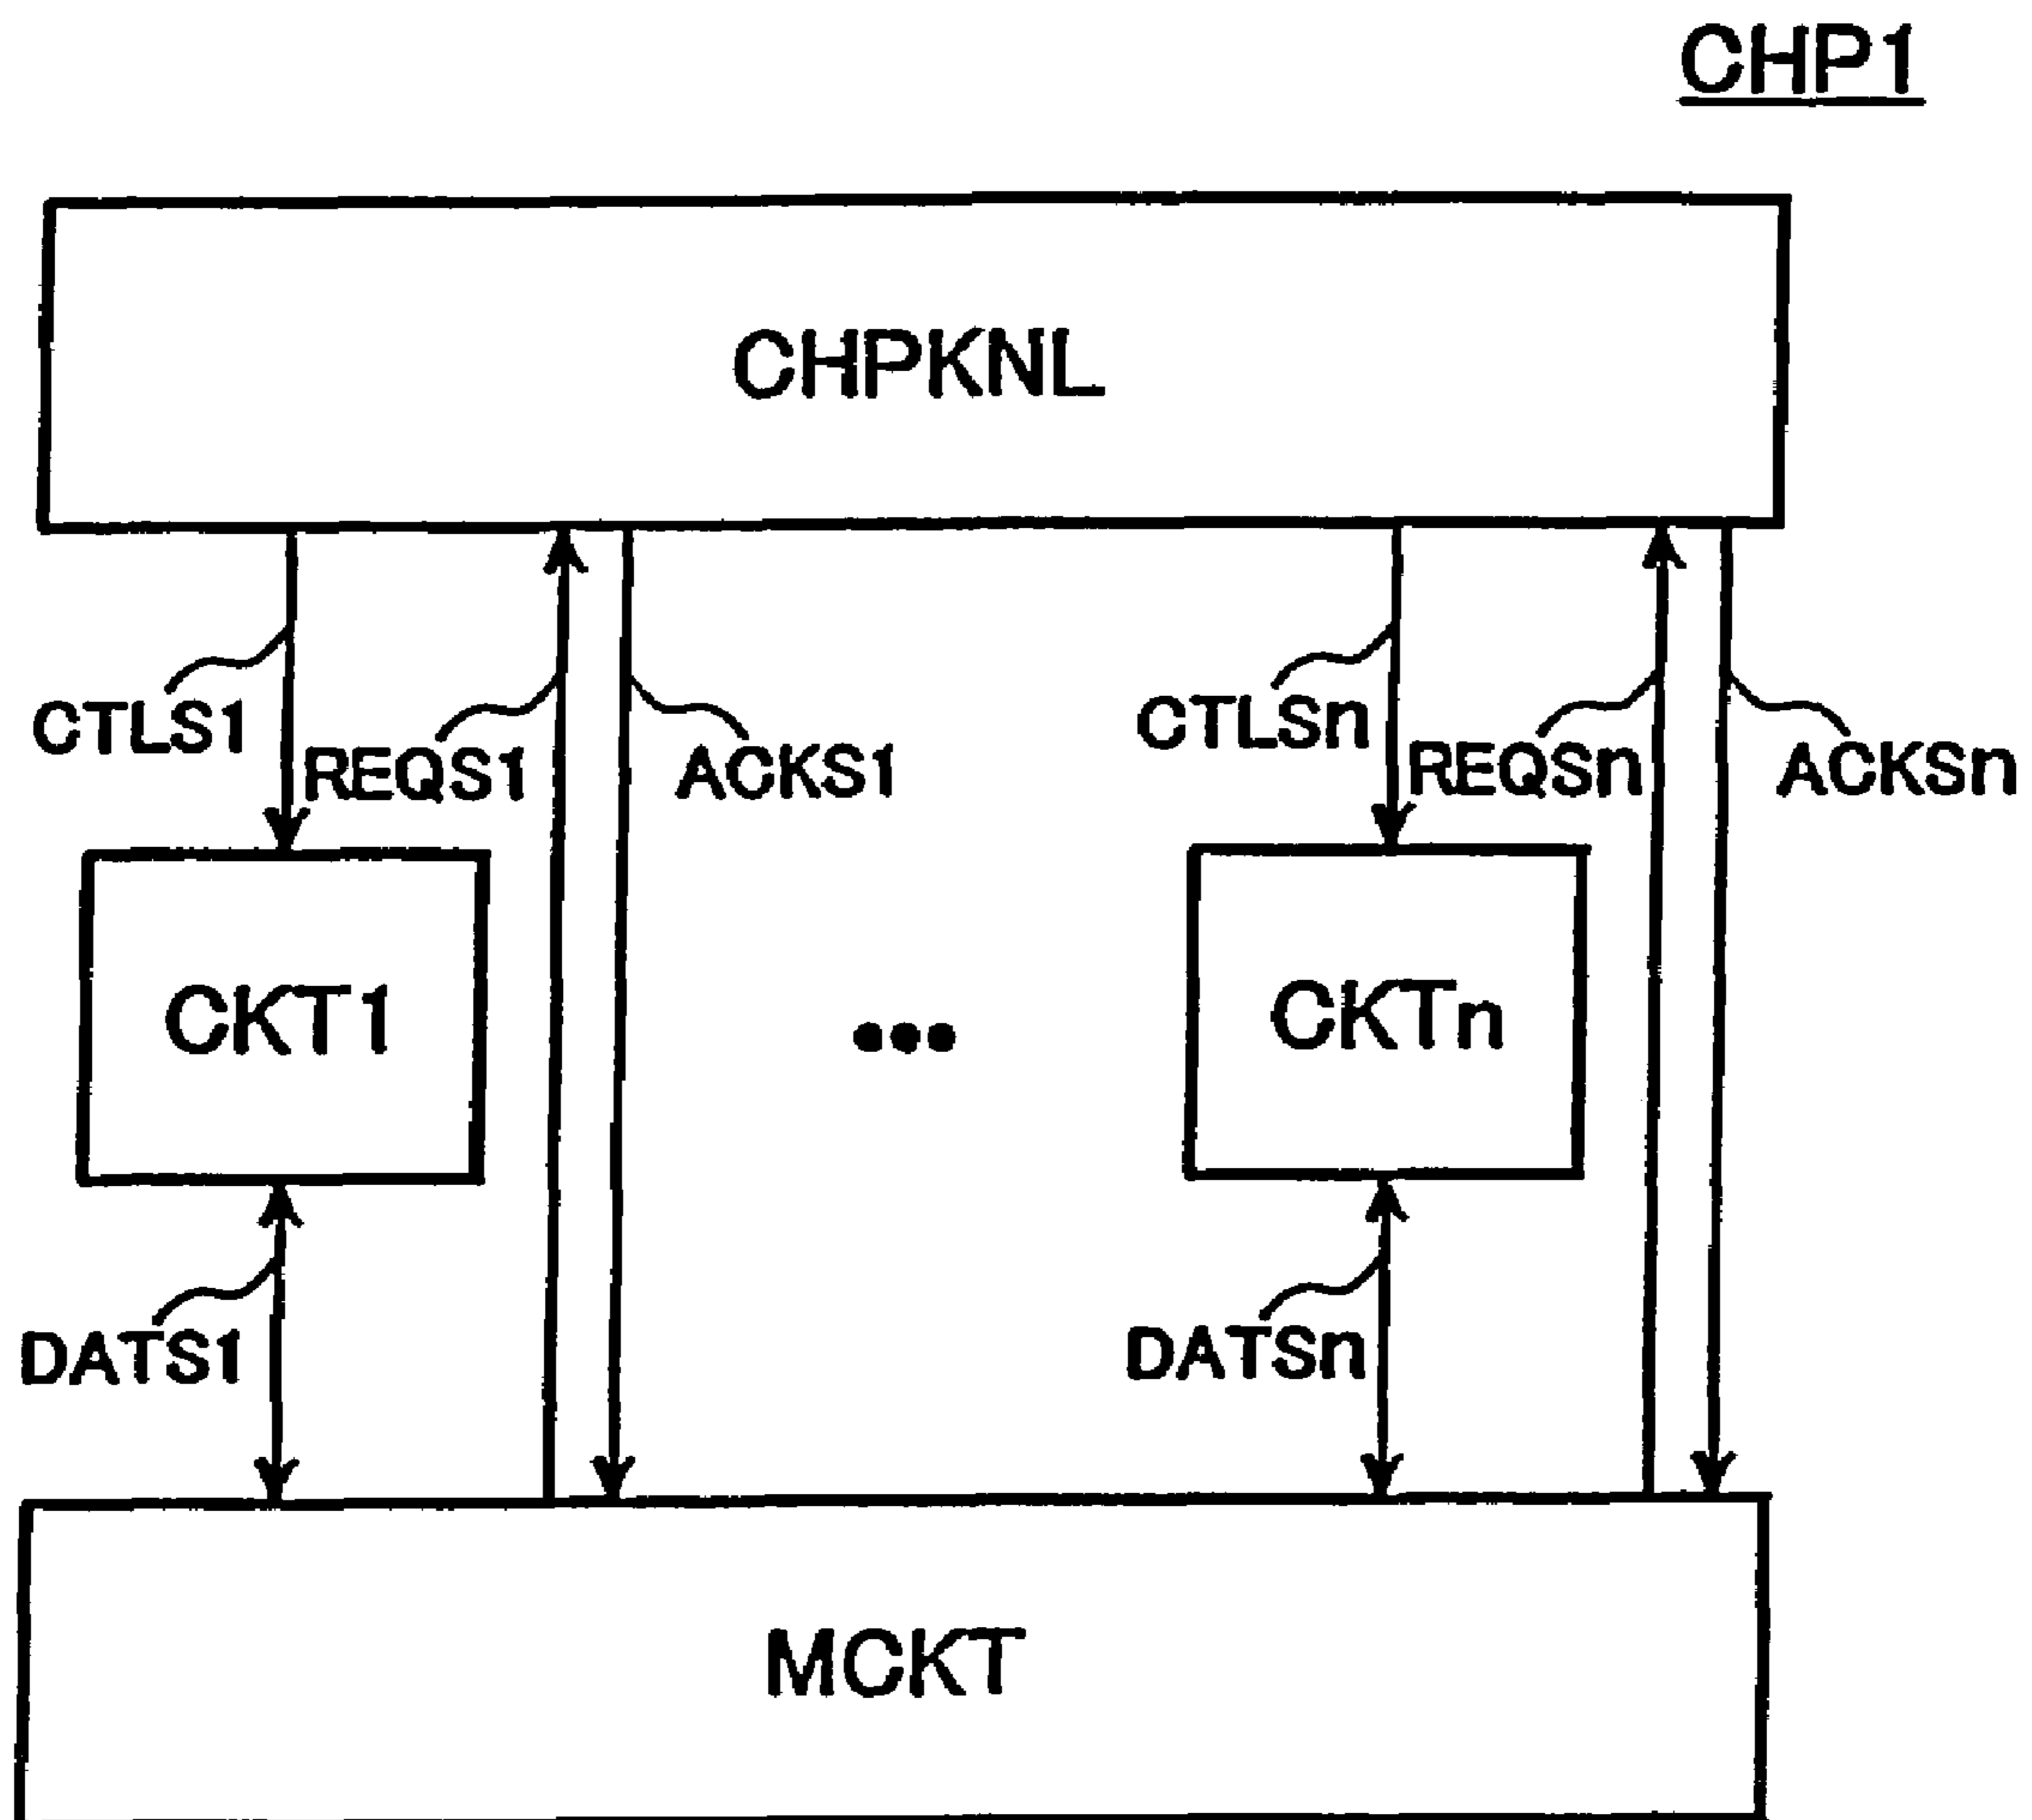 CHP1
CHPKNL
CTLS1
REQS1
ACKS1
CTLSn
REQSn
ACKSn
CKT1
•••
CKTn
DATS1
DATSn
MCKT